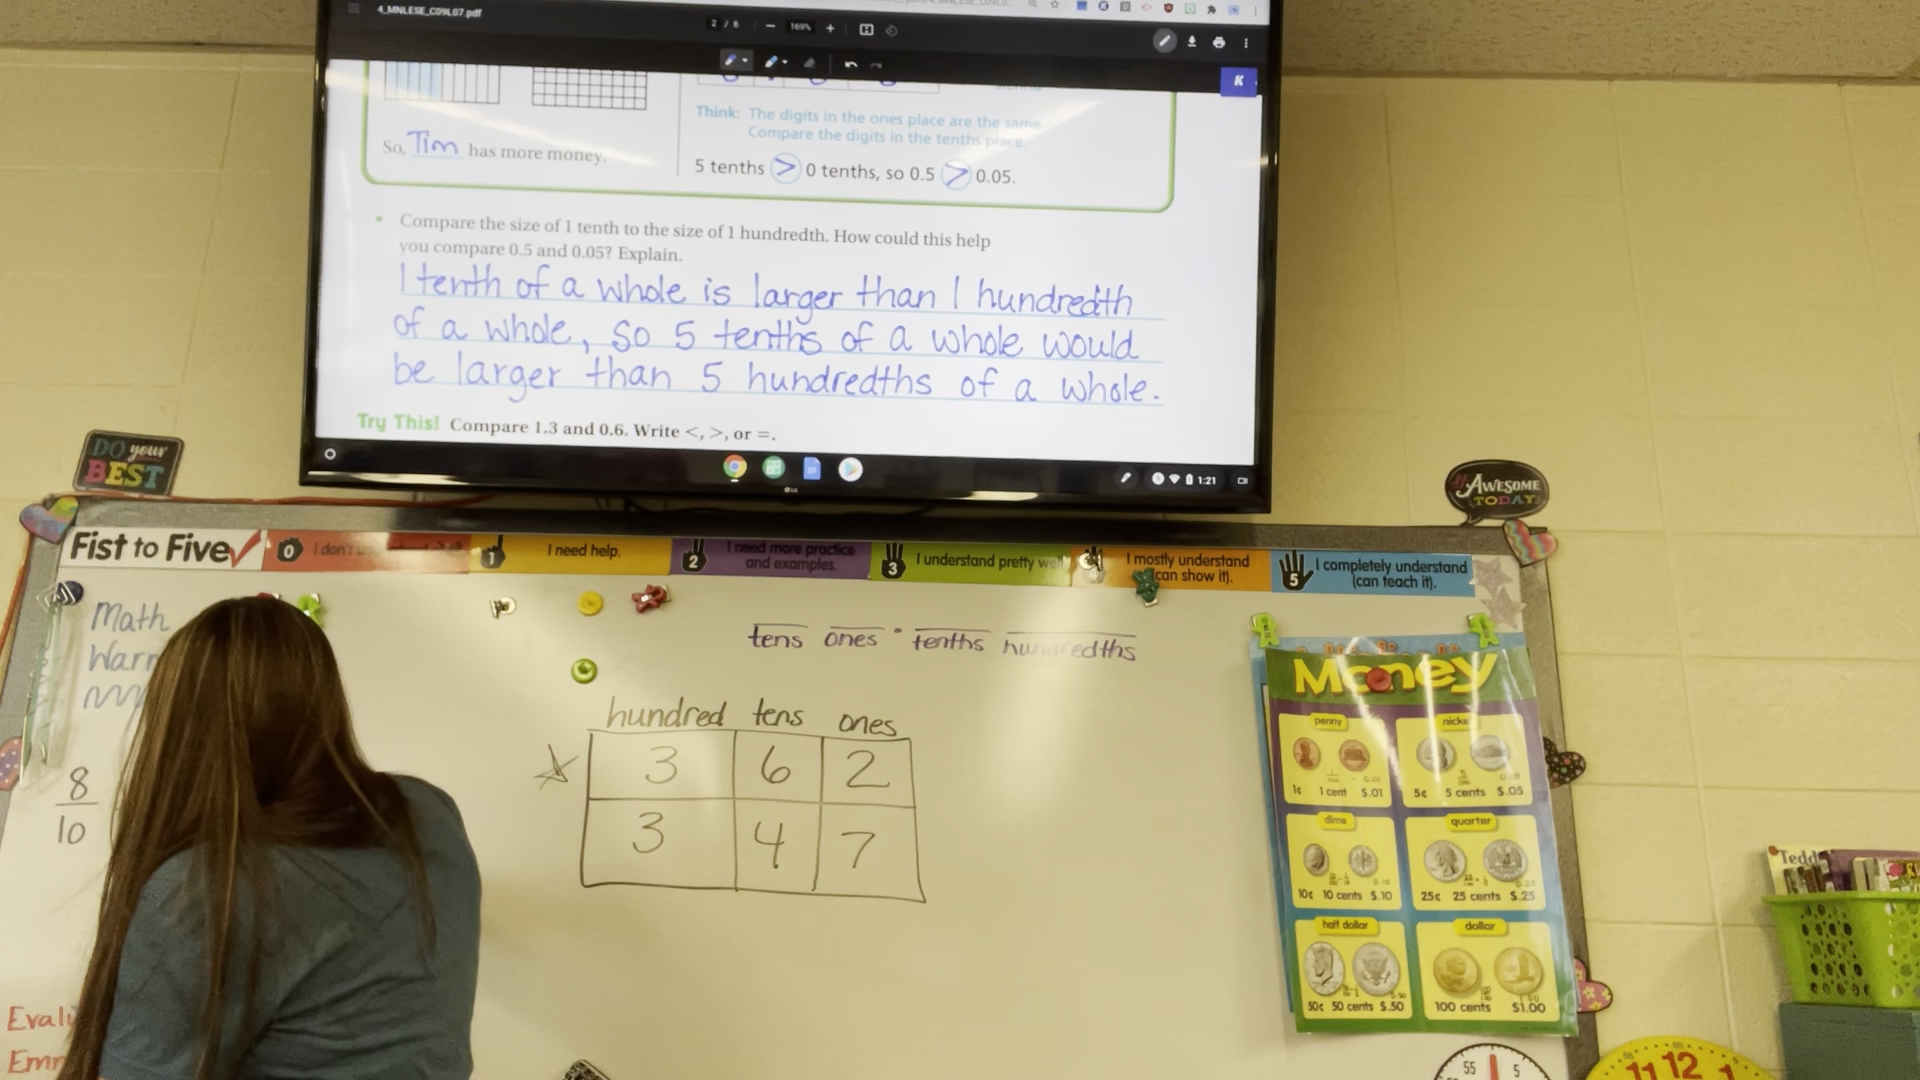 4_MNLESE_C09L07.pdf
2 / 6
169%
K
So, Tim has more money.
Think: The digits in the ones place are the same.
Compare the digits in the tenths place.
5 tenths > 0 tenths, so 0.5 > 0.05.
• Compare the size of 1 tenth to the size of 1 hundredth. How could this help
you compare 0.5 and 0.05? Explain.
1 tenth of a whole is larger than 1 hundredth
of a whole, so 5 tenths of a whole would
be larger than 5 hundredths of a whole.
Try This! Compare 1.3 and 0.6. Write <, >, or =.
1:21
LG
DO your
BEST
AWESOME
TODAY
Fist to Five
0 I don't
1 I need help.
2 I need more practice
and examples.
3 I understand pretty well
I mostly understand
(can show it).
5 I completely understand
(can teach it).
Math
Warm
8
10
tens ones . tenths hundredths
hundred tens ones
3 6 2
3 4 7
Money
penny
1¢ 1 cent $.01
nickel
5¢ 5 cents $.05
dime
10¢ 10 cents $.10
quarter
25¢ 25 cents $.25
half dollar
50¢ 50 cents $.50
dollar
100 cents $1.00
Tedd
55 5
11 12 1